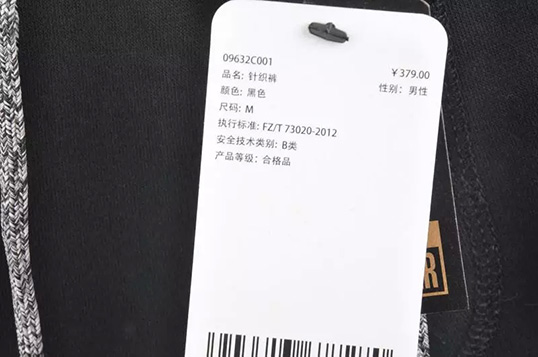 09632C001 ￥379.00
品名: 针织裤 性别: 男性
颜色: 黑色
尺码: M
执行标准: FZ/T 73020-2012
安全技术类别: B类
产品等级: 合格品
R